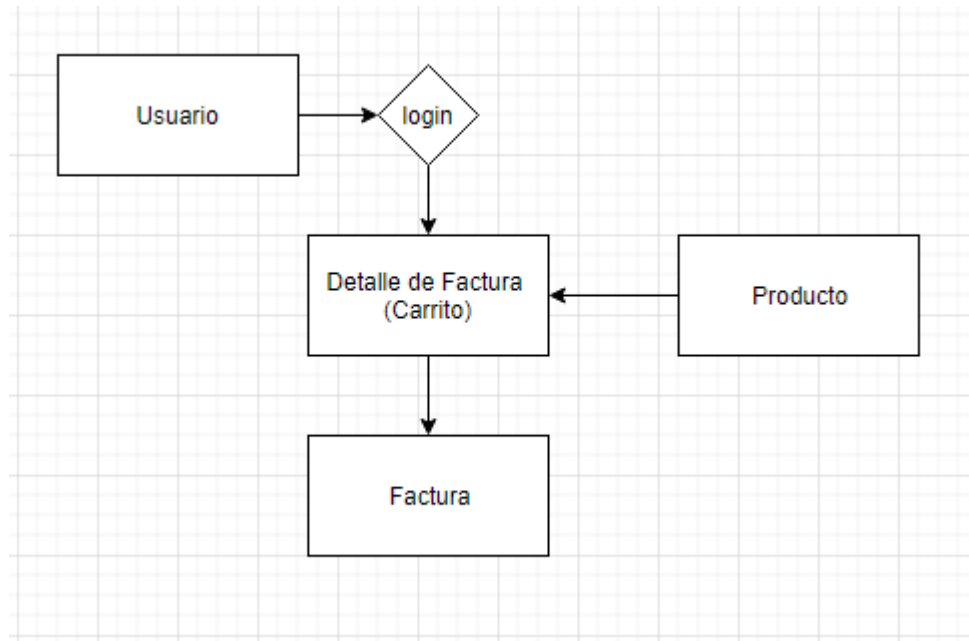 Usuario
login
Detalle de Factura
(Carrito)
Producto
Factura